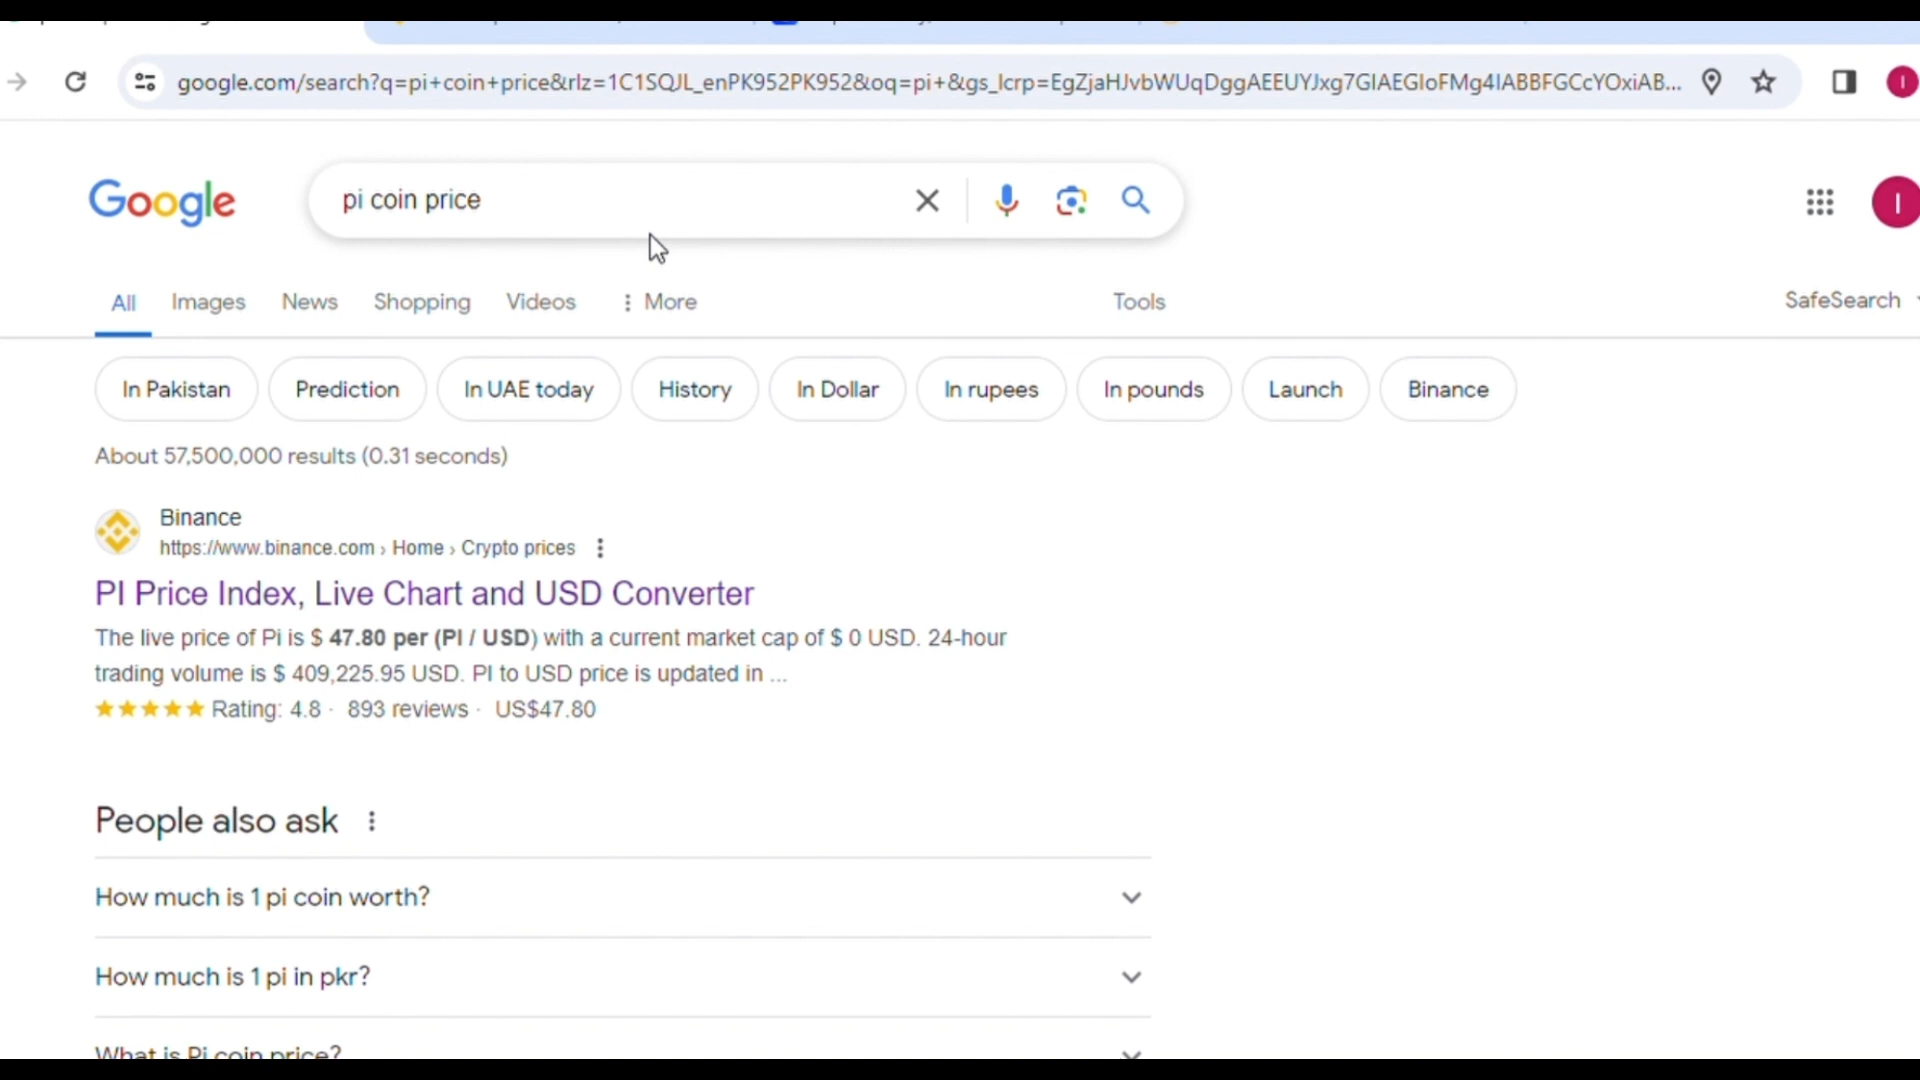 google.com/search?q=pi+coin+price&rlz=1C1SQJL_enPK952PK952&oq=pi+&gs_lcrp=EgZjaHJvbWUqDggAEEUYJxg7GIAEGIoFMg4IABBFGCcYOxiAB...
I
Google
pi coin price
I
All Images News Shopping Videos More Tools SafeSearch
In Pakistan Prediction In UAE today History In Dollar In rupees In pounds Launch Binance
About 57,500,000 results (0.31 seconds)
Binance
https://www.binance.com › Home › Crypto prices
PI Price Index, Live Chart and USD Converter
The live price of Pi is $ 47.80 per (PI / USD) with a current market cap of $ 0 USD. 24-hour
trading volume is $ 409,225.95 USD. PI to USD price is updated in ...
Rating: 4.8 · 893 reviews · US$47.80
People also ask
How much is 1 pi coin worth?
How much is 1 pi in pkr?
What is Pi coin price?